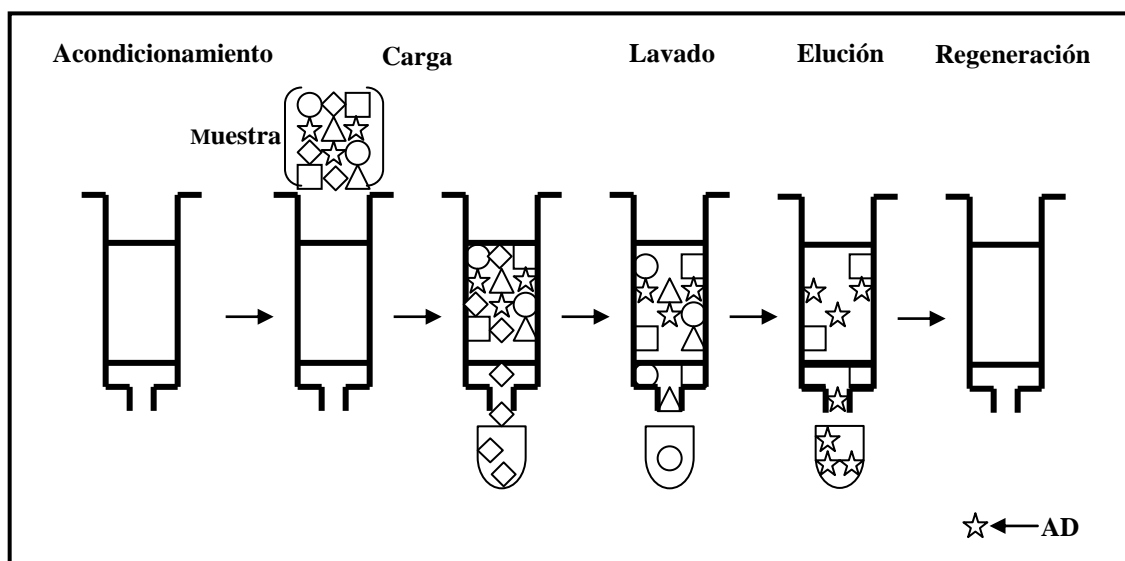 Acondicionamiento Carga Lavado Elución Regeneración
Muestra
AD